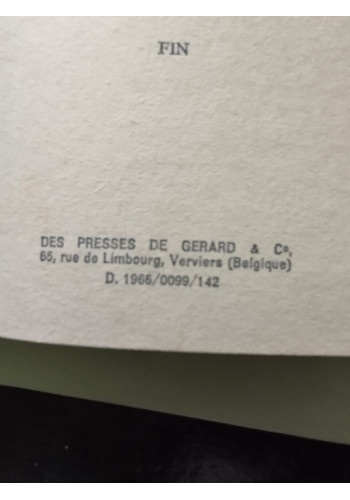 FIN
DES PRESSES DE GERARD & Cº,
65, rue de Limbourg, Verviers (Belgique)
D. 1966/0099/142